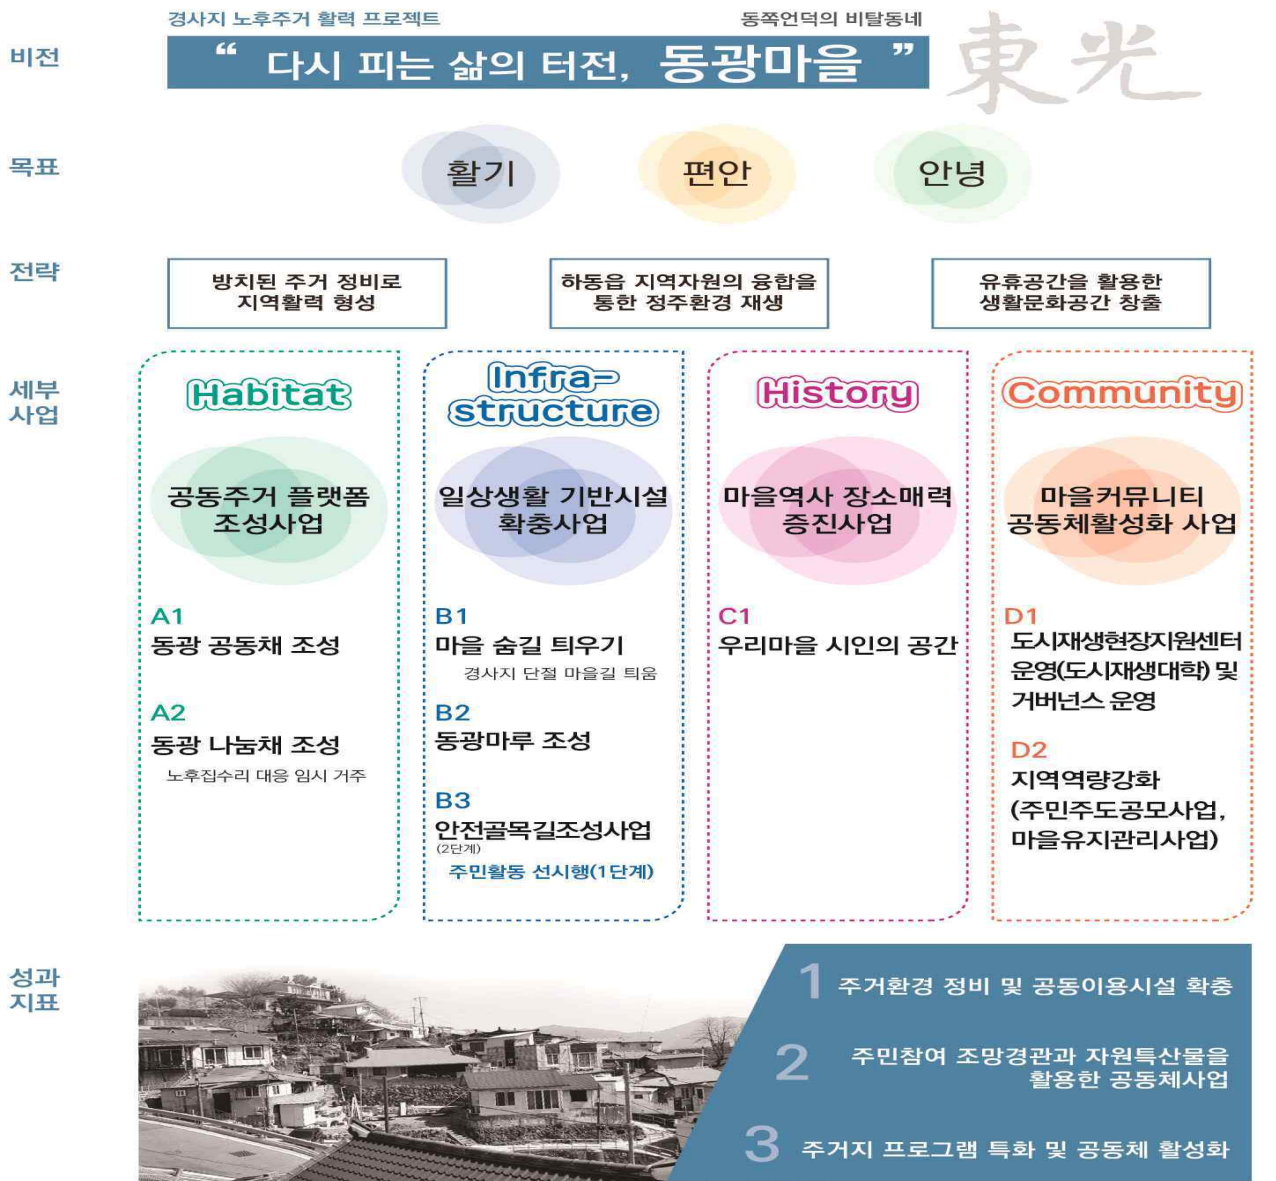 경사지 노후주거 활력 프로젝트
동쪽언덕의 비탈동네
비전
“ 다시 피는 삶의 터전, 동광마을 ”
東光
목표
활기
편안
안녕
전략
방치된 주거 정비로
지역활력 형성
하동읍 지역자원의 융합을
통한 정주환경 재생
유휴공간을 활용한
생활문화공간 창출
세부
사업
Habitat
공동주거 플랫폼
조성사업
A1
동광 공동채 조성
A2
동광 나눔채 조성
노후집수리 대응 임시 거주
Infra-
structure
일상생활 기반시설
확충사업
B1
마을 숨길 틔우기
경사지 단절 마을길 틔움
B2
동광마루 조성
B3
안전골목길조성사업
(2단계)
주민활동 선시행(1단계)
History
마을역사 장소매력
증진사업
C1
우리마을 시인의 공간
Community
마을커뮤니티
공동체활성화 사업
D1
도시재생현장지원센터
운영(도시재생대학) 및
거버넌스 운영
D2
지역역량강화
(주민주도공모사업,
마을유지관리사업)
성과
지표
1 주거환경 정비 및 공동이용시설 확충
2 주민참여 조망경관과 자원특산물을
활용한 공동체사업
3 주거지 프로그램 특화 및 공동체 활성화